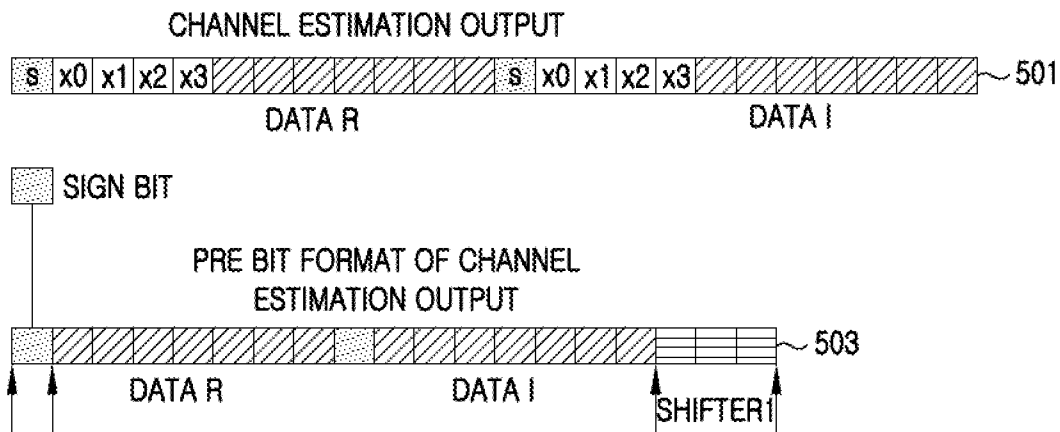 CHANNEL ESTIMATION OUTPUT
s x0 x1 x2 x3 s x0 x1 x2 x3 501
DATA R DATA I
SIGN BIT
PRE BIT FORMAT OF CHANNEL
ESTIMATION OUTPUT
503
DATA R DATA I SHIFTER1